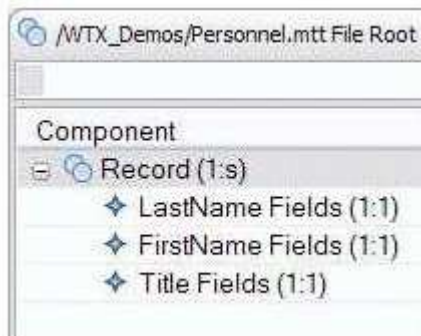 /WTX_Demos/Personnel.mtt File Root
Component
Record (1:s)
LastName Fields (1:1)
FirstName Fields (1:1)
Title Fields (1:1)